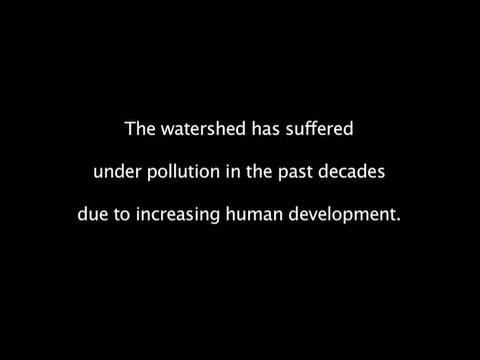 The watershed has suffered
under pollution in the past decades
due to increasing human development.